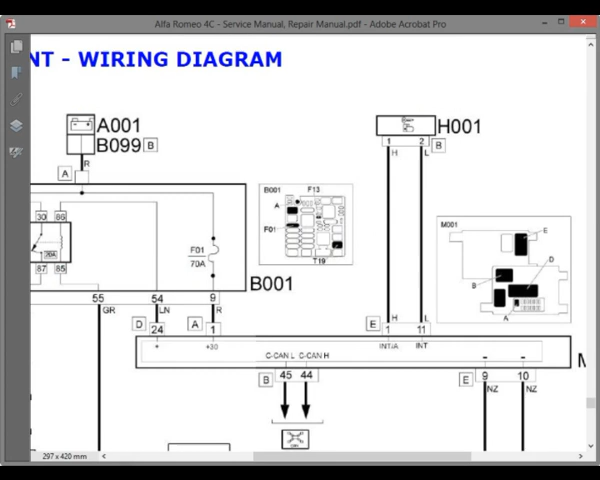 Alfa Romeo 4C - Service Manual, Repair Manual.pdf - Adobe Acrobat Pro
NT - WIRING DIAGRAM
A001
B099 B
R
A
H001
1 2 B
H L
B001 F13
A
F01
T19
M001
E
D
B
A
30 86
20A
87 85
F01
70A
B001
55 54 9
GR LN R
D 24 A 1
H L
E 1 11
+ +30 INT/A INT
C-CAN L C-CAN H
- -
M
B 45 44
E 9 10
NZ NZ
297 x 420 mm